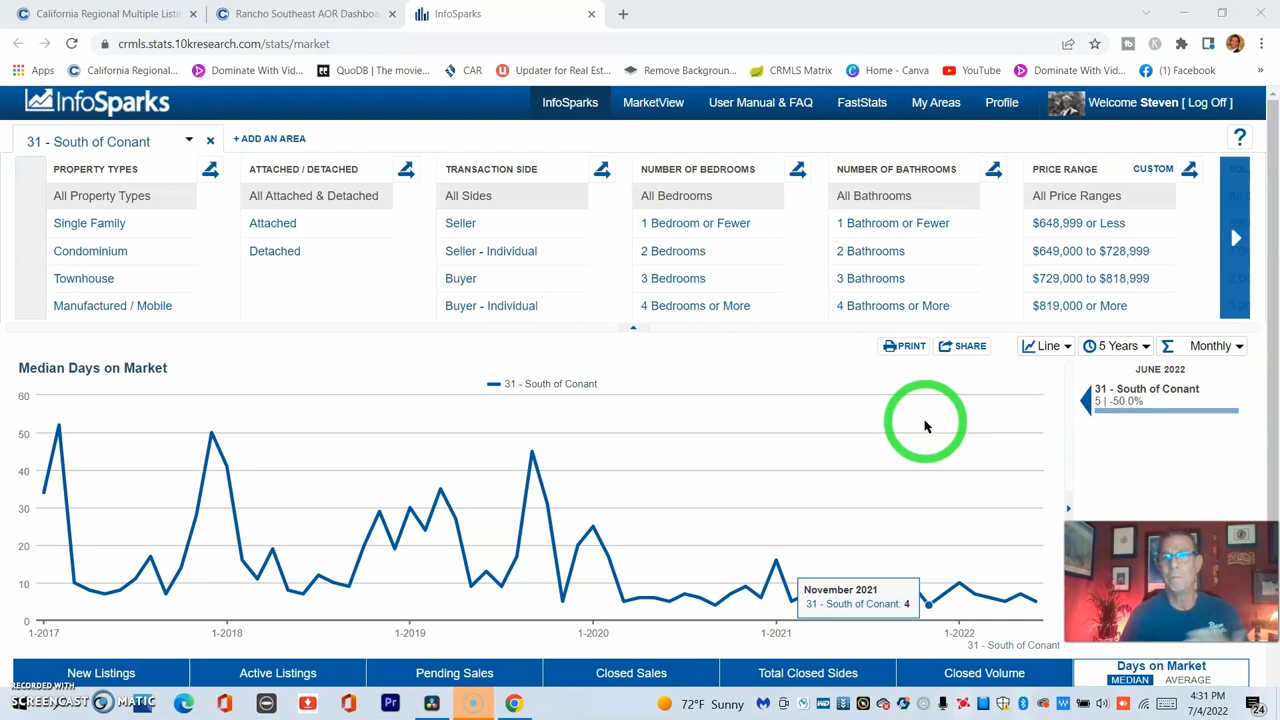 California Regional Multiple Listi
Rancho Southeast AOR Dashboa
InfoSparks
crmls.stats.10kresearch.com/stats/market
Apps
California Regional...
Dominate With Vid...
QuoDB | The movie...
CAR
Updater for Real Est...
Remove Backgroun...
CRMLS Matrix
Home - Canva
YouTube
Dominate With Vid...
(1) Facebook
InfoSparks
InfoSparks
MarketView
User Manual & FAQ
FastStats
My Areas
Profile
Welcome Steven [ Log Off ]
31 - South of Conant
+ ADD AN AREA
?
PROPERTY TYPES
ATTACHED / DETACHED
TRANSACTION SIDE
NUMBER OF BEDROOMS
NUMBER OF BATHROOMS
PRICE RANGE
CUSTOM
All Property Types
All Attached & Detached
All Sides
All Bedrooms
All Bathrooms
All Price Ranges
Single Family
Attached
Seller
1 Bedroom or Fewer
1 Bathroom or Fewer
$648,999 or Less
Condominium
Detached
Seller - Individual
2 Bedrooms
2 Bathrooms
$649,000 to $728,999
Townhouse
Buyer
3 Bedrooms
3 Bathrooms
$729,000 to $818,999
Manufactured / Mobile
Buyer - Individual
4 Bedrooms or More
4 Bathrooms or More
$819,000 or More
PRINT
SHARE
Line
5 Years
Σ Monthly
Median Days on Market
JUNE 2022
31 - South of Conant
31 - South of Conant
5 | -50.0%
60
50
40
30
20
10
0
November 2021
31 - South of Conant: 4
1-2017
1-2018
1-2019
1-2020
1-2021
1-2022
31 - South of Conant
New Listings
Active Listings
Pending Sales
Closed Sales
Total Closed Sides
Closed Volume
Days on Market
MEDIAN
AVERAGE
RECORDED WITH
SCREENCAST MATIC
72°F Sunny
4:31 PM
7/4/2022
24